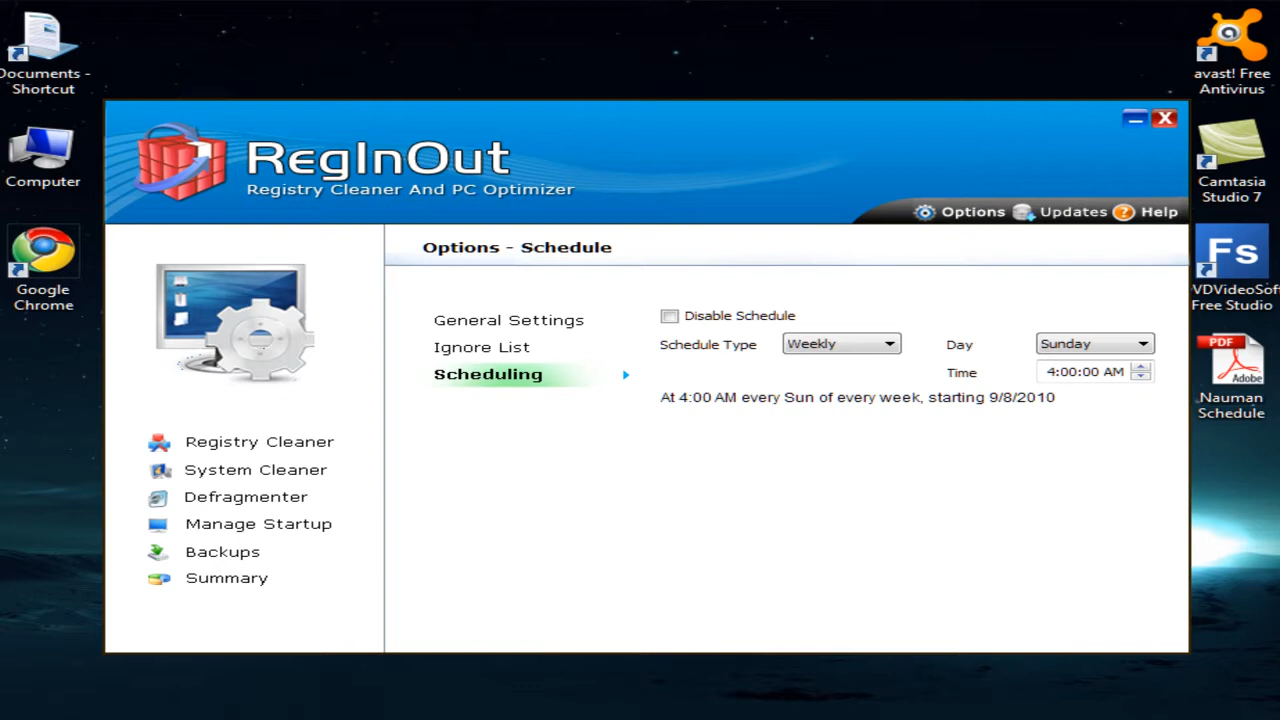 Documents -
Shortcut
Computer
Google
Chrome
avast! Free
Antivirus
Camtasia
Studio 7
Fs
VDVideoSof
Free Studio
PDF
Adobe
Nauman
Schedule
RegInOut
Registry Cleaner And PC Optimizer
Options Updates ? Help
Options - Schedule
General Settings
Ignore List
Scheduling
Disable Schedule
Schedule Type Weekly Day Sunday
Time 4:00:00 AM
At 4:00 AM every Sun of every week, starting 9/8/2010
Registry Cleaner
System Cleaner
Defragmenter
Manage Startup
Backups
Summary